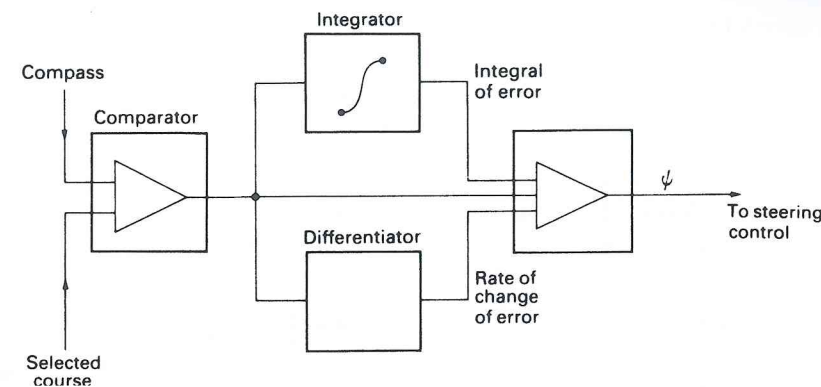 Integrator
Compass
Integral
of error
Comparator
ψ
To steering
control
Differentiator
Rate of
change
of error
Selected
course